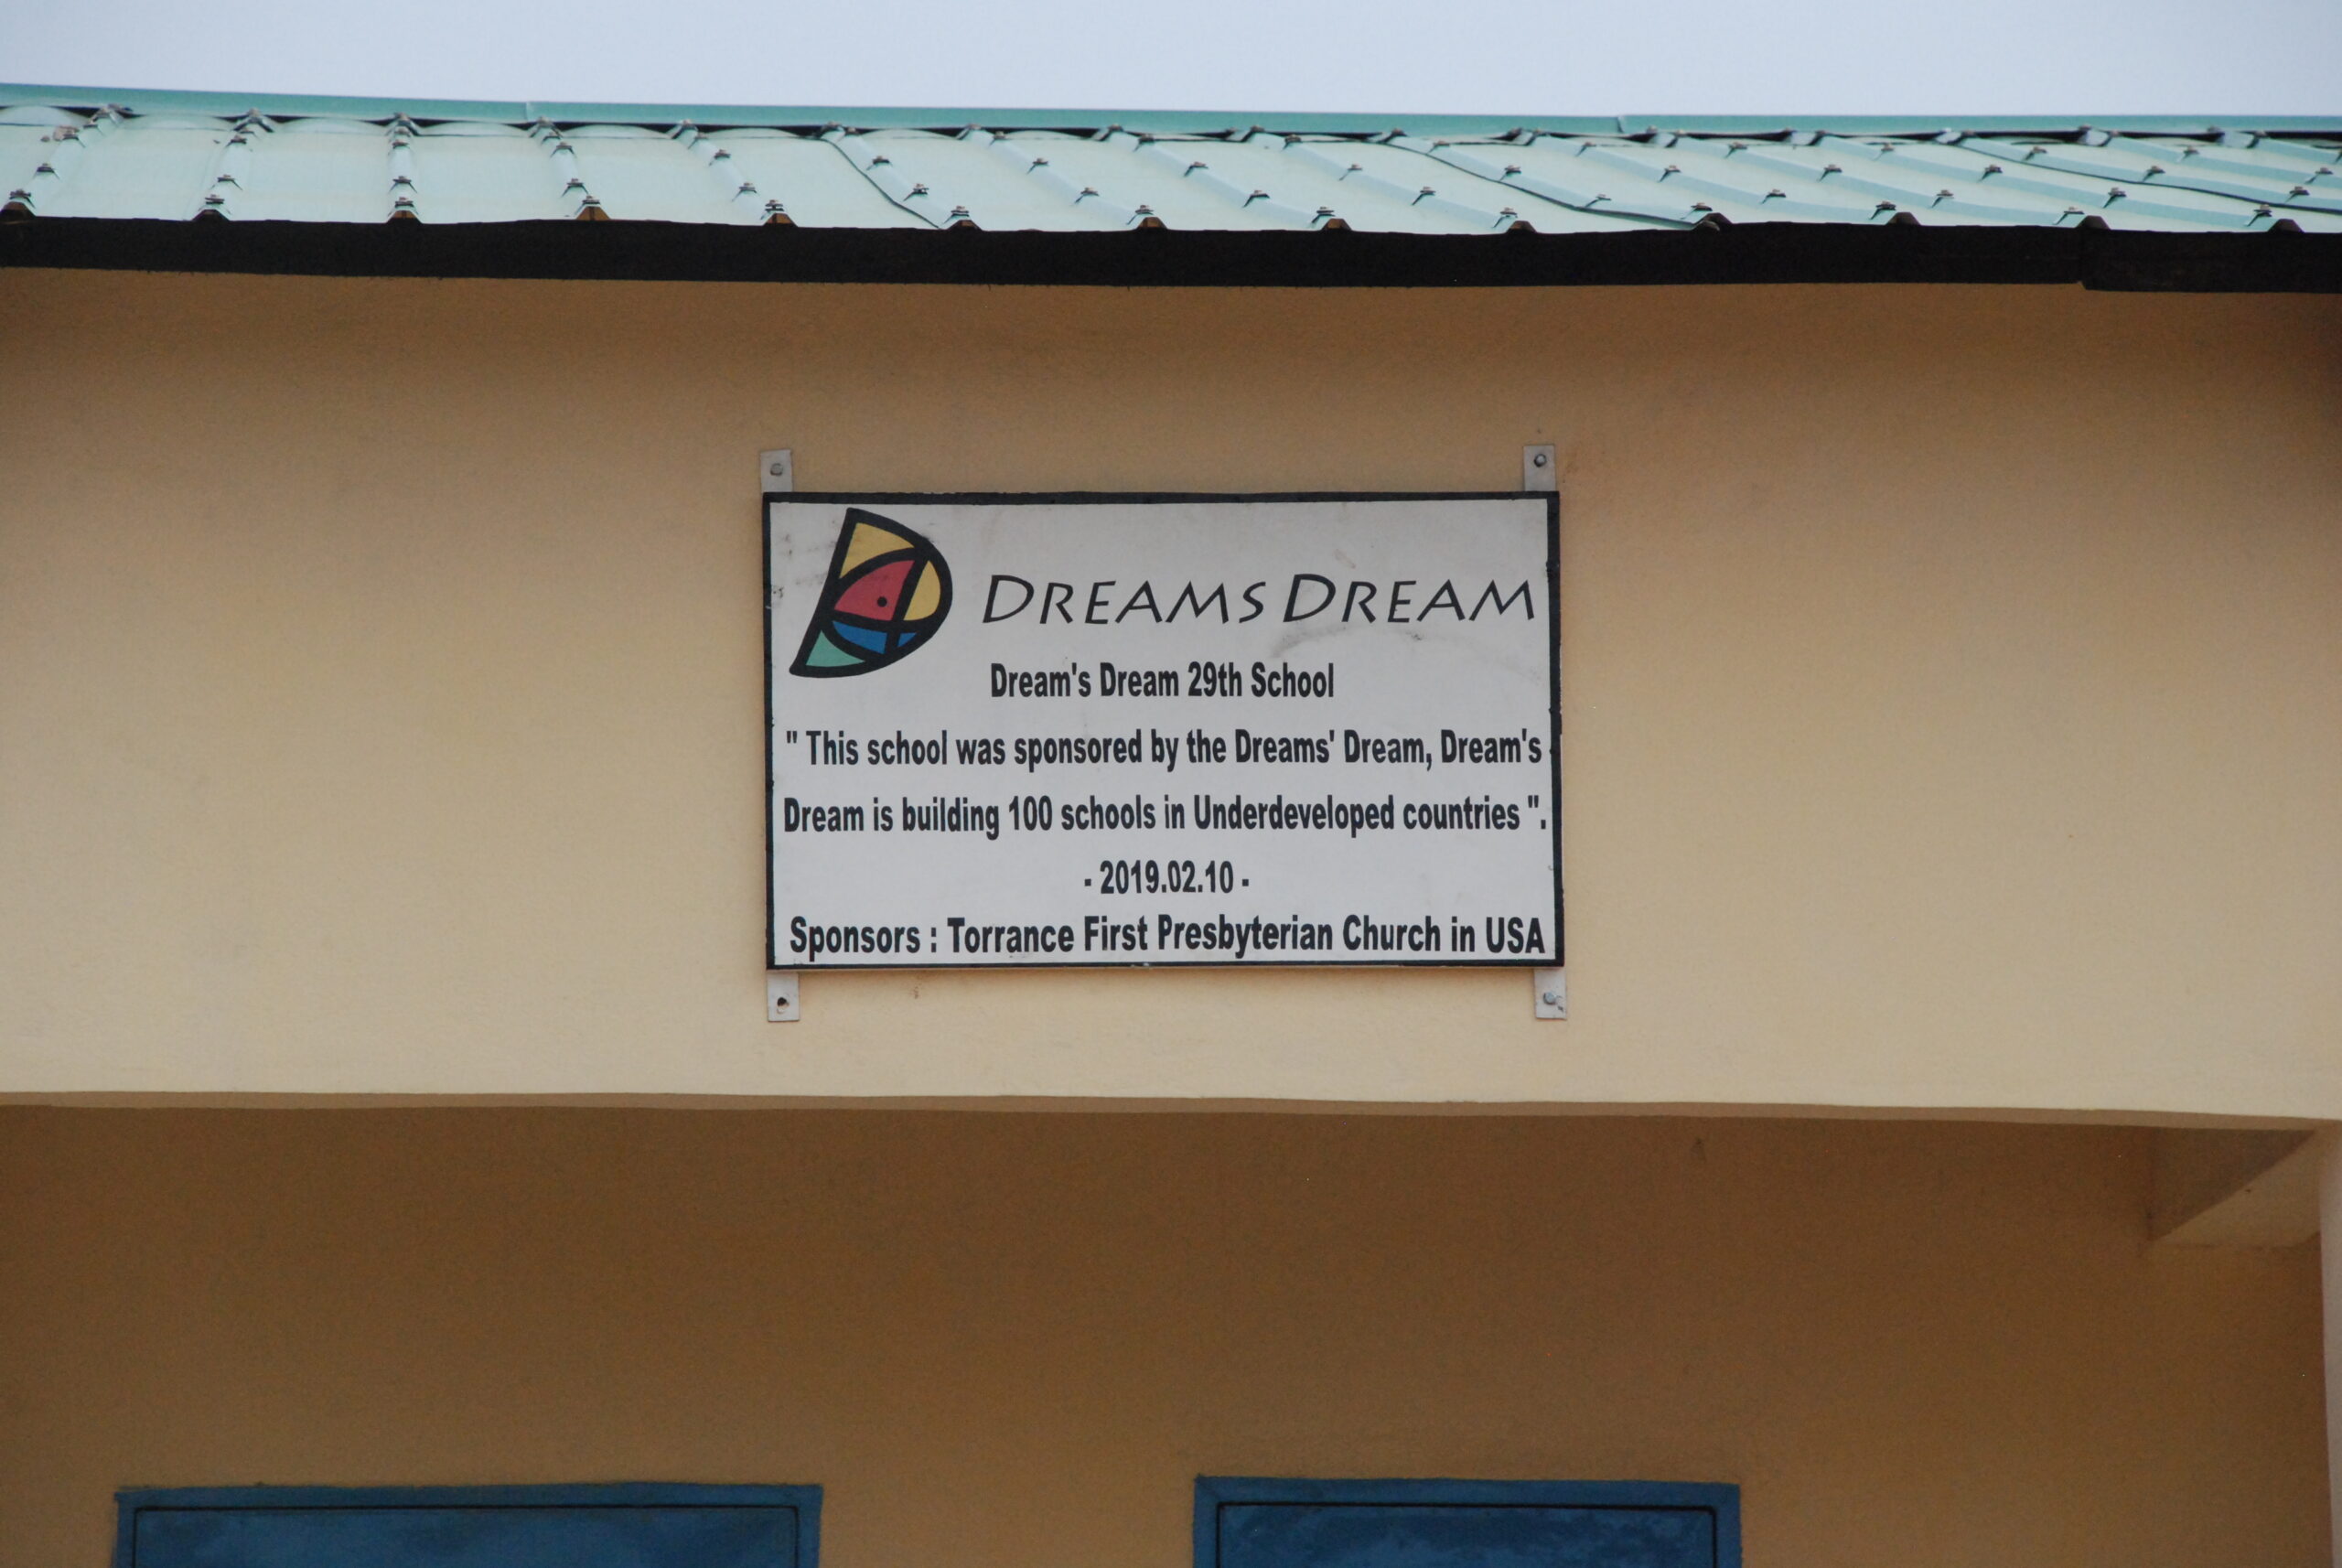 DREAMS DREAM
Dream's Dream 29th School
" This school was sponsored by the Dreams' Dream, Dream's
Dream is building 100 schools in Underdeveloped countries ".
- 2019.02.10 -
Sponsors : Torrance First Presbyterian Church in USA